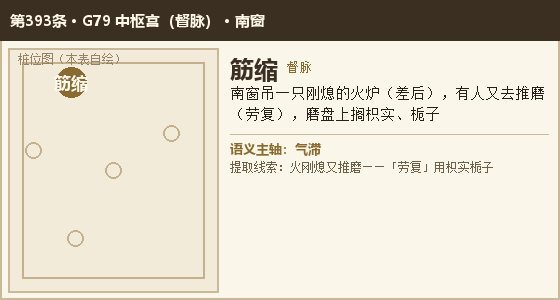 第393条·G79 中枢宫（督脉）·南窗
桩位图（本表自绘）
筋缩
筋缩 督脉
南窗吊一只刚熄的火炉（差后），有人又去推磨
（劳复），磨盘上搁枳实、栀子
语义主轴：气滞
提取线索：火刚熄又推磨——「劳复」用枳实栀子